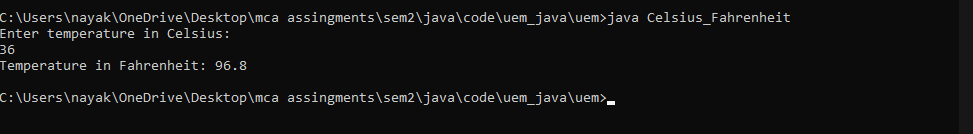 C:\Users\nayak\OneDrive\Desktop\mca assingments\sem2\java\code\uem_java\uem>java Celsius_Fahrenheit
Enter temperature in Celsius:
36
Temperature in Fahrenheit: 96.8
C:\Users\nayak\OneDrive\Desktop\mca assingments\sem2\java\code\uem_java\uem>